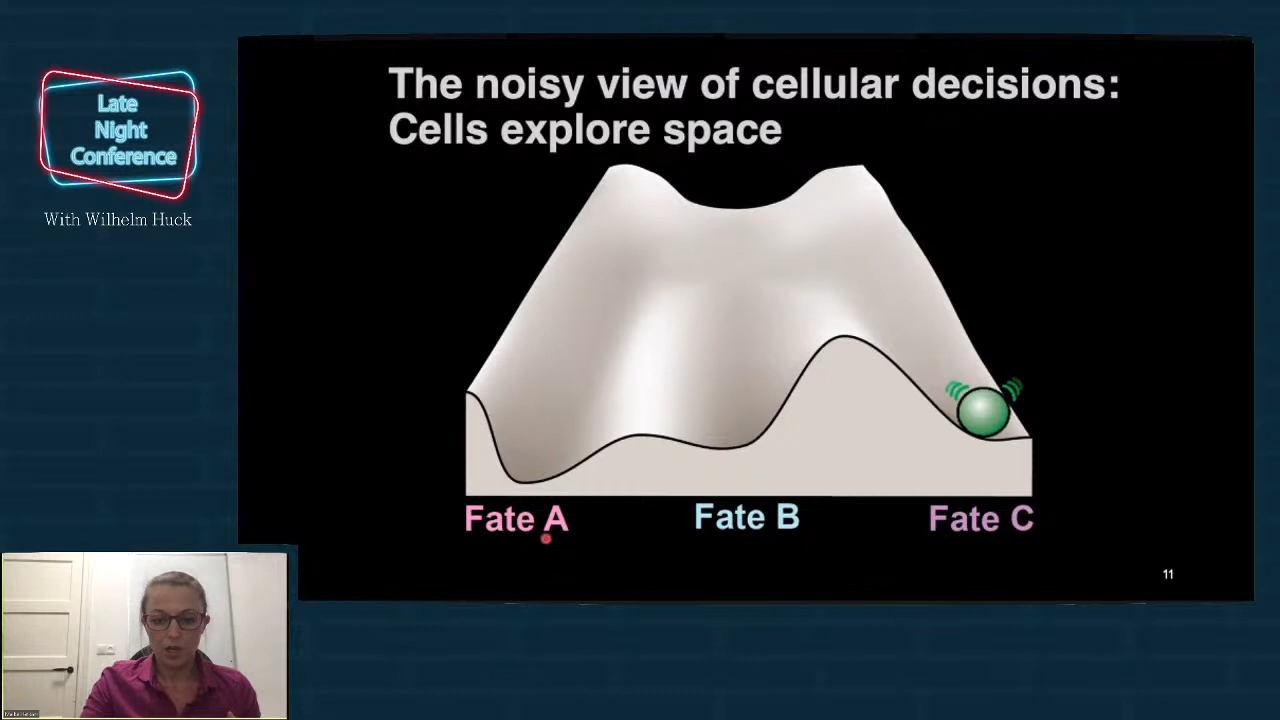 Late
Night
Conference
With Wilhelm Huck
The noisy view of cellular decisions:
Cells explore space
Fate A
Fate B
Fate C
11